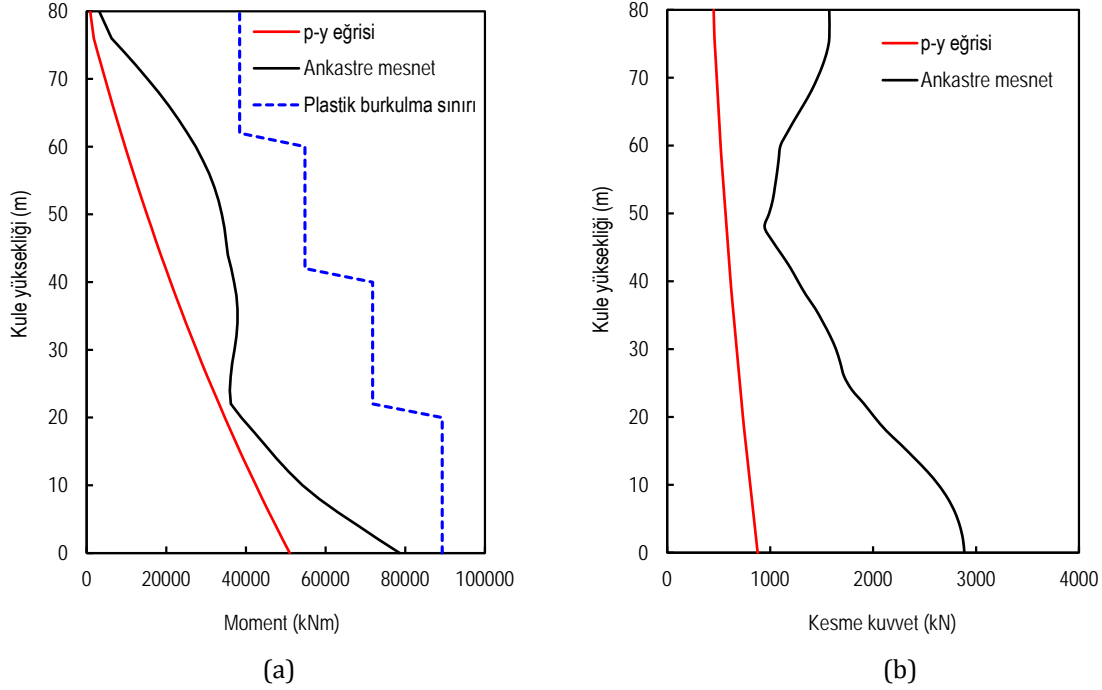 80
70
60
50
40
30
20
10
0
Kule yüksekliği (m)
p-y eğrisi
Ankastre mesnet
Plastik burkulma sınırı
0 20000 40000 60000 80000 100000
Moment (kNm)
(a)
80
70
60
50
40
30
20
10
0
Kule yüksekliği (m)
p-y eğrisi
Ankastre mesnet
0 1000 2000 3000 4000
Kesme kuvvet (kN)
(b)